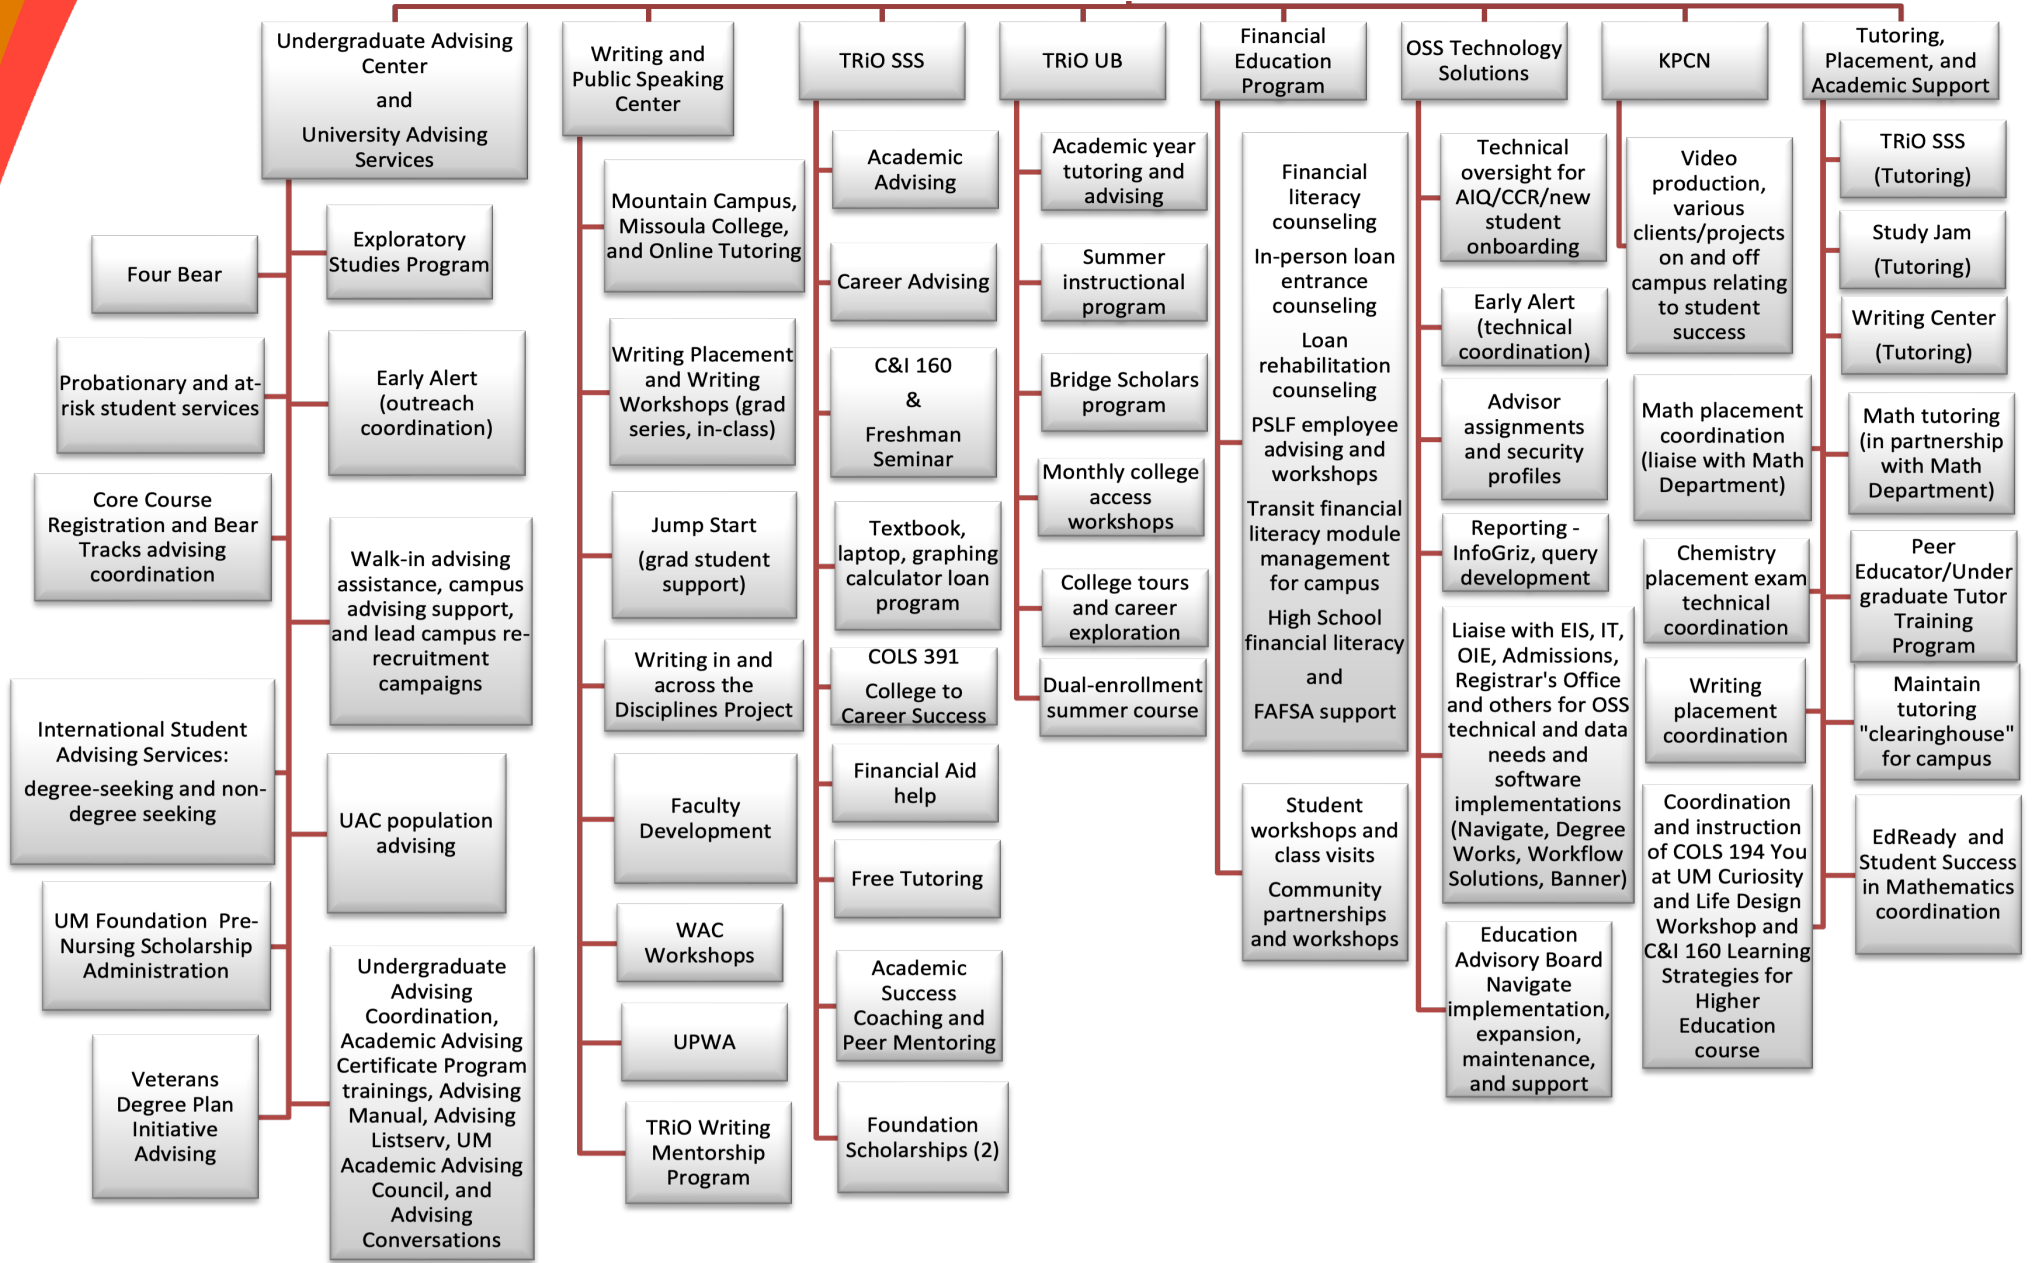 Undergraduate Advising
Center
and
University Advising
Services
Four Bear
Probationary and at-
risk student services
Core Course
Registration and Bear
Tracks advising
coordination
International Student
Advising Services:
degree-seeking and non-
degree seeking
UM Foundation  Pre-
Nursing Scholarship
Administration
Veterans
Degree Plan
Initiative
Advising
Exploratory
Studies Program
Early Alert
(outreach
coordination)
Walk-in advising
assistance, campus
advising support,
and lead campus re-
recruitment
campaigns
UAC population
advising
Undergraduate
Advising
Coordination,
Academic Advising
Certificate Program
trainings, Advising
Manual, Advising
Listserv, UM
Academic Advising
Council, and
Advising
Conversations
Writing and
Public Speaking
Center
Mountain Campus,
Missoula College,
and Online Tutoring
Writing Placement
and Writing
Workshops (grad
series, in-class)
Jump Start
(grad student
support)
Writing in and
across the
Disciplines Project
Faculty
Development
WAC
Workshops
UPWA
TRiO Writing
Mentorship
Program
TRiO SSS
Academic
Advising
Career Advising
C&I 160
&
Freshman
Seminar
Textbook,
laptop, graphing
calculator loan
program
COLS 391
College to
Career Success
Financial Aid
help
Free Tutoring
Academic
Success
Coaching and
Peer Mentoring
Foundation
Scholarships (2)
TRiO UB
Academic year
tutoring and
advising
Summer
instructional
program
Bridge Scholars
program
Monthly college
access
workshops
College tours
and career
exploration
Dual-enrollment
summer course
Financial
Education
Program
Financial
literacy
counseling
In-person loan
entrance
counseling
Loan
rehabilitation
counseling
PSLF employee
advising and
workshops
Transit financial
literacy module
management
for campus
High School
financial literacy
and
FAFSA support
Student
workshops and
class visits
Community
partnerships
and workshops
OSS Technology
Solutions
Technical
oversight for
AIQ/CCR/new
student
onboarding
Early Alert
(technical
coordination)
Advisor
assignments
and security
profiles
Reporting -
InfoGriz, query
development
Liaise with EIS, IT,
OIE, Admissions,
Registrar's Office
and others for OSS
technical and data
needs and
software
implementations
(Navigate, Degree
Works, Workflow
Solutions, Banner)
Education
Advisory Board
Navigate
implementation,
expansion,
maintenance,
and support
KPCN
Video
production,
various
clients/projects
on and off
campus relating
to student
success
Tutoring,
Placement, and
Academic Support
Math placement
coordination
(liaise with Math
Department)
Chemistry
placement exam
technical
coordination
Writing
placement
coordination
Coordination
and instruction
of COLS 194 You
at UM Curiosity
and Life Design
Workshop and
C&I 160 Learning
Strategies for
Higher
Education
course
TRiO SSS
(Tutoring)
Study Jam
(Tutoring)
Writing Center
(Tutoring)
Math tutoring
(in partnership
with Math
Department)
Peer
Educator/Under
graduate Tutor
Training
Program
Maintain
tutoring
"clearinghouse"
for campus
EdReady  and
Student Success
in Mathematics
coordination